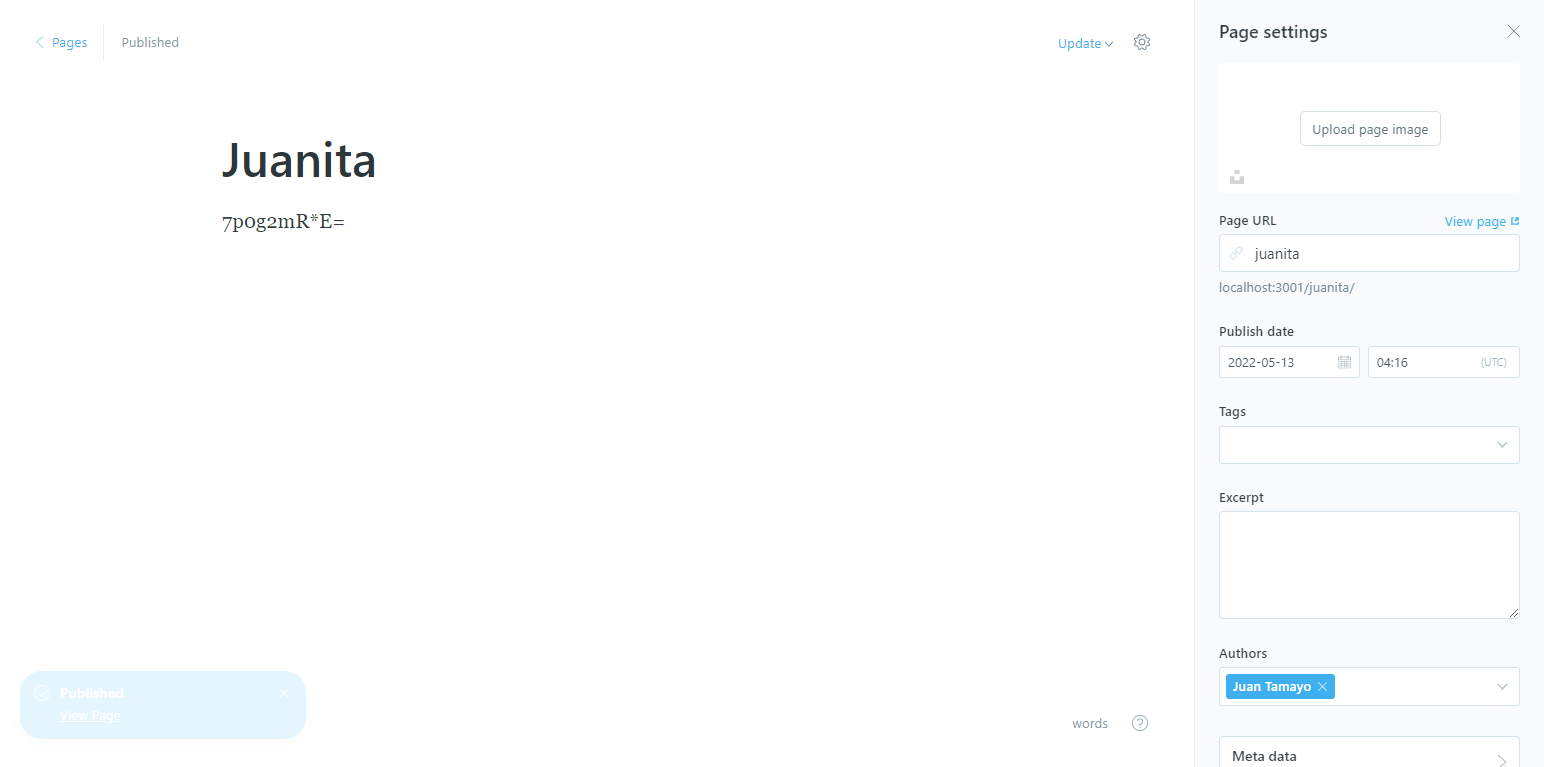 Pages
Published
Update
Page settings
Upload page image
Juanita
7p0g2mR*E=
Page URL
View page
juanita
localhost:3001/juanita/
Publish date
2022-05-13
04:16
(UTC)
Tags
Excerpt
Authors
Juan Tamayo
Published
View Page
words
Meta data